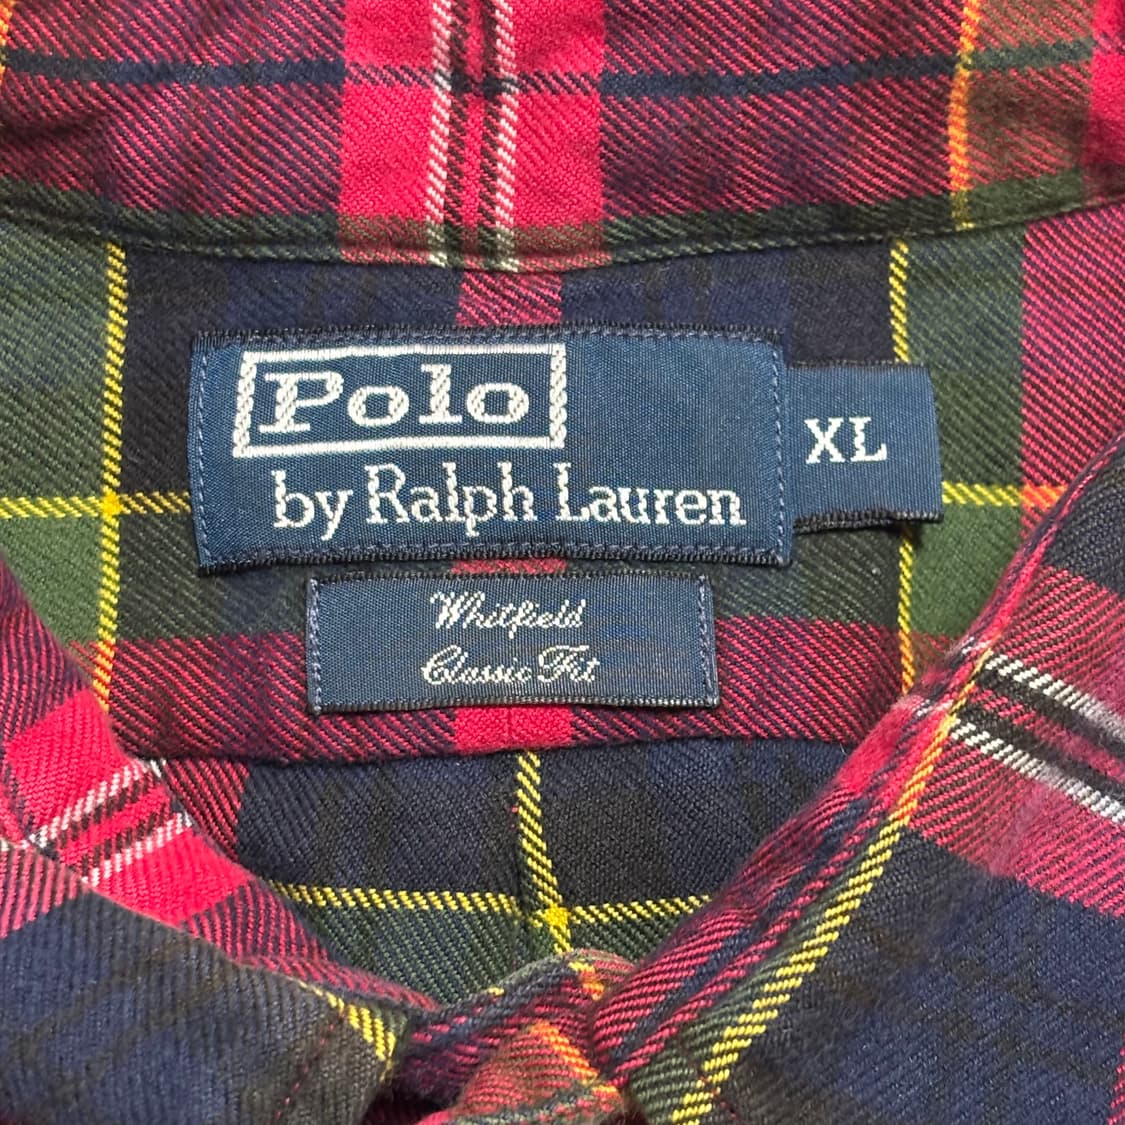 Polo
by Ralph Lauren
XL
Whitfield
Classic Fit